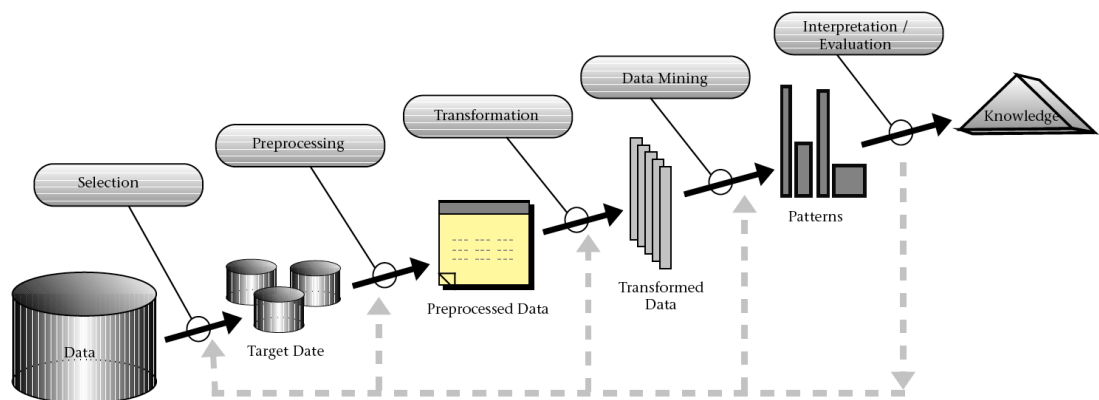 Interpretation /
Evaluation
Data Mining
Knowledge
Transformation
Preprocessing
Selection
Patterns
Transformed
Data
Preprocessed Data
Target Date
Data